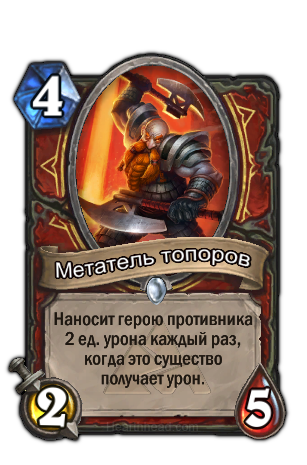 4
Метатель топоров
Наносит герою противника
2 ед. урона каждый раз,
когда это существо
получает урон.
2
5